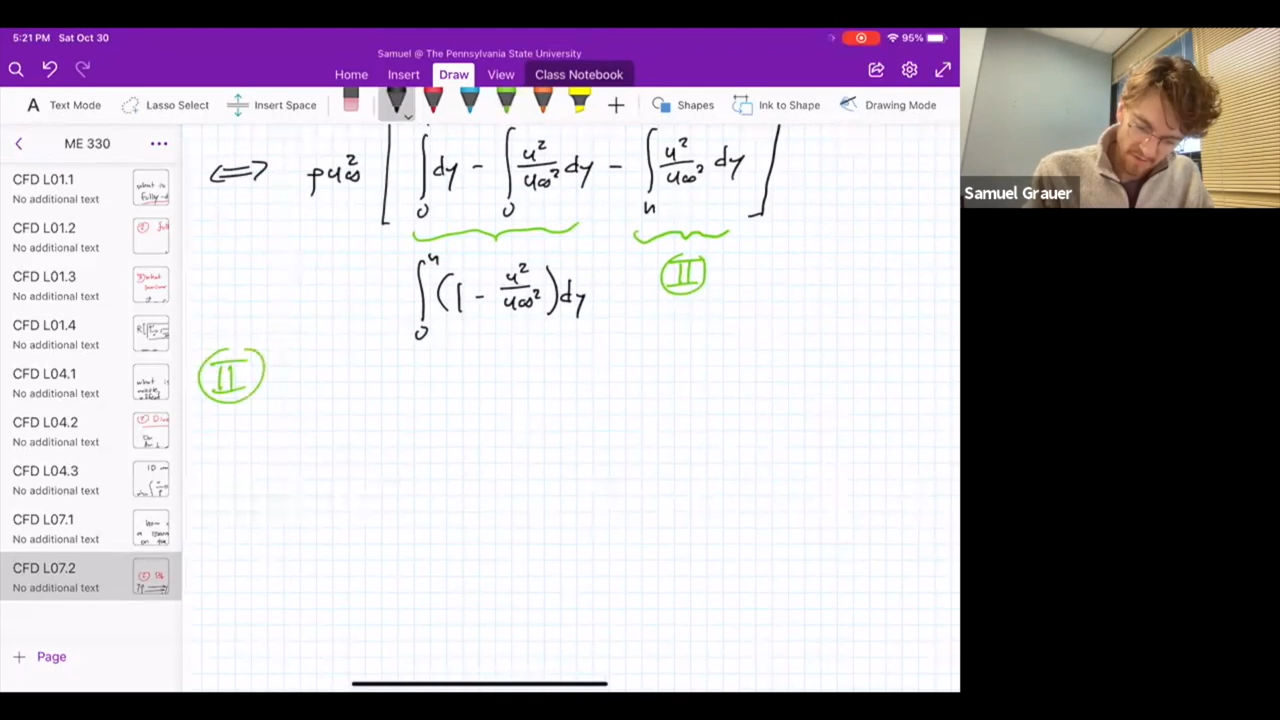 5:21 PM Sat Oct 30
95%
Samuel @ The Pennsylvania State University
Home Insert Draw View Class Notebook
A Text Mode Lasso Select Insert Space + Shapes Ink to Shape Drawing Mode
ME 330
CFD L01.1
No additional text
CFD L01.2
No additional text
CFD L01.3
No additional text
CFD L01.4
No additional text
CFD L04.1
No additional text
CFD L04.2
No additional text
CFD L04.3
No additional text
CFD L07.1
No additional text
CFD L07.2
No additional text
+ Page
⇔ ρu∞² [ ∫₀ dy - ∫₀ u²/u∞² dy - ∫ₕ u²/u∞² dy ]
II
∫₀ʰ (1 - u²/u∞²) dy
II
Samuel Grauer